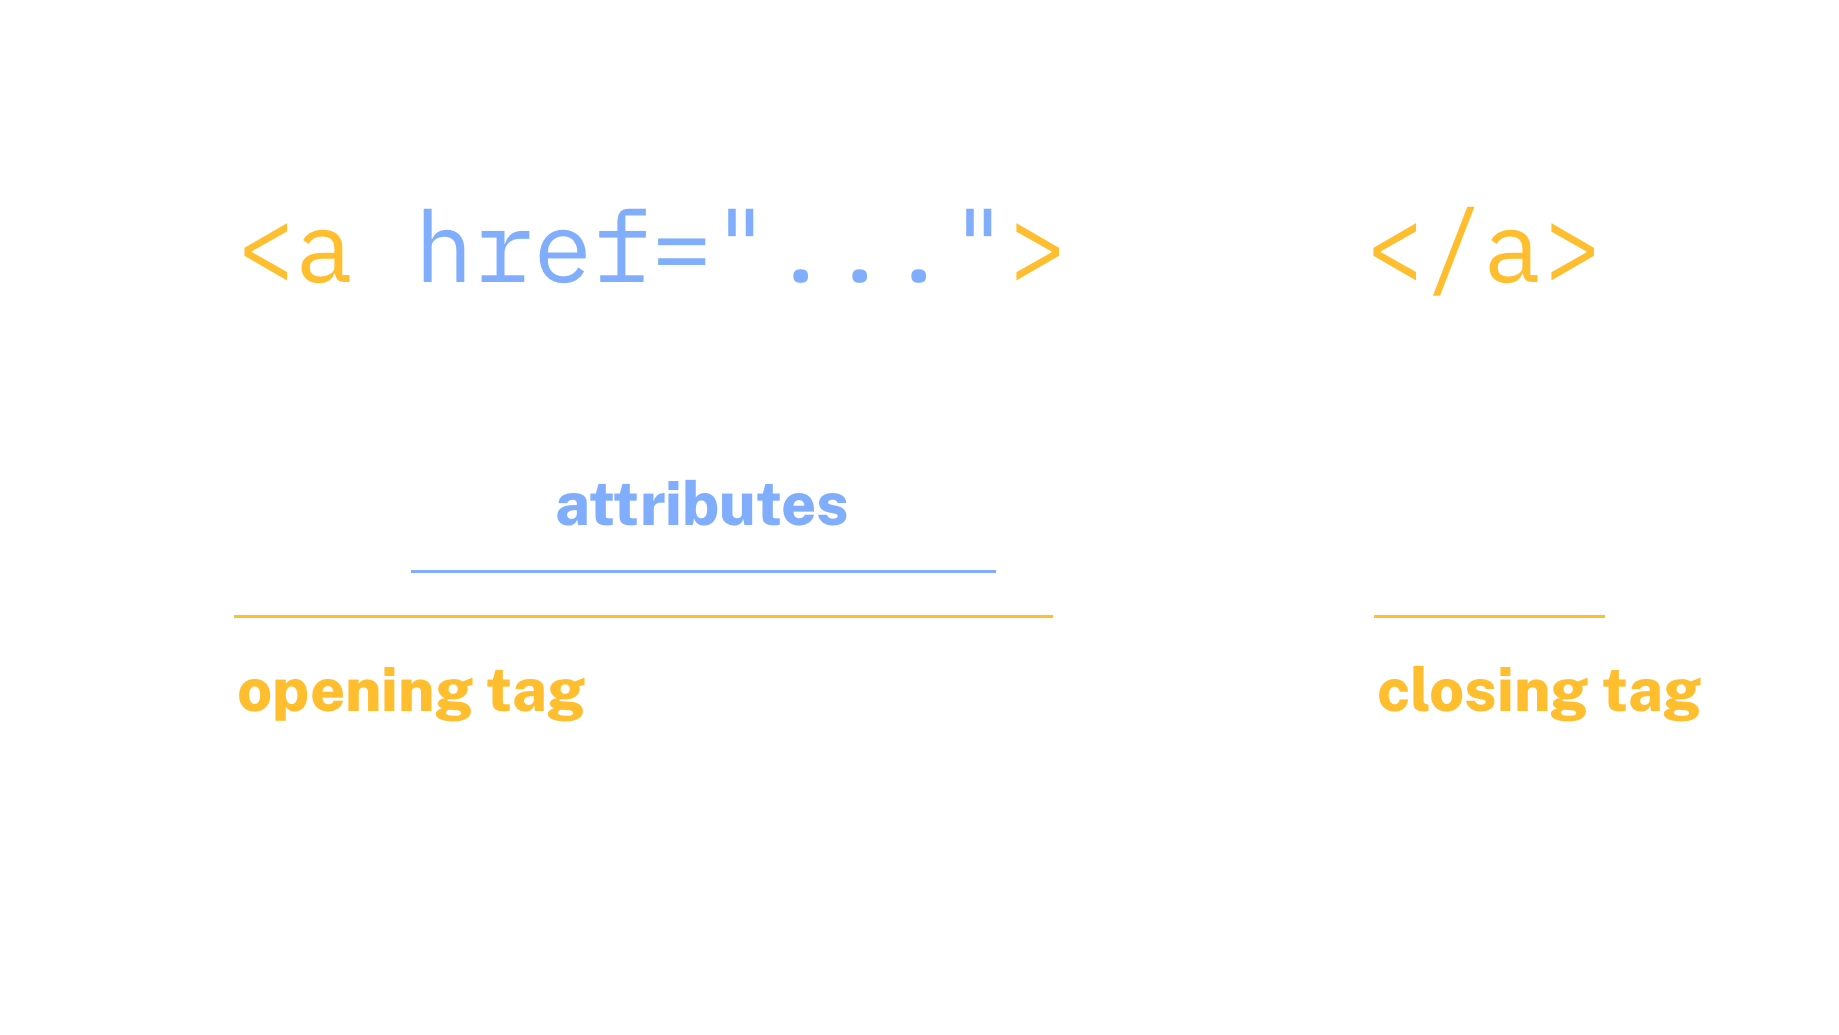 <a href="..."> </a>
attributes
opening tag closing tag